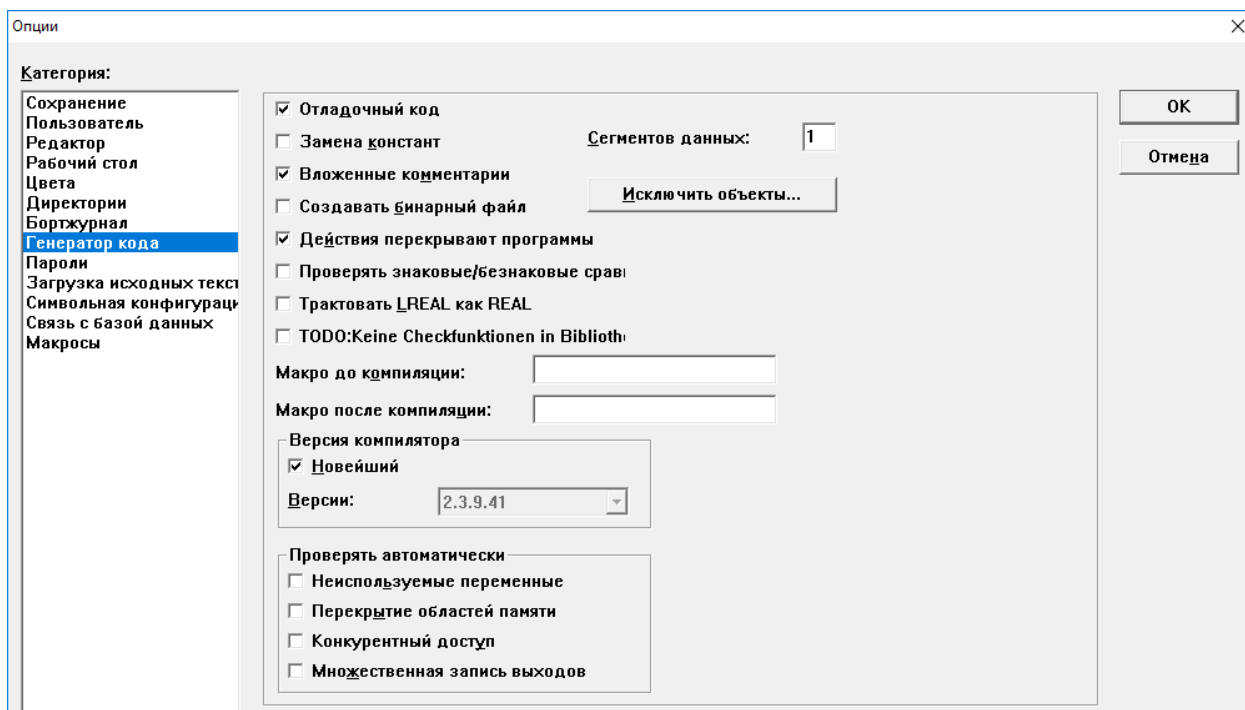 Опции
Категория:
Сохранение
Пользователь
Редактор
Рабочий стол
Цвета
Директории
Бортжурнал
Генератор кода
Пароли
Загрузка исходных текст
Символьная конфигураци
Связь с базой данных
Макросы
Отладочный код
Замена констант
Вложенные комментарии
Создавать бинарный файл
Действия перекрывают программы
Проверять знаковые/безнаковые срав
Трактовать LREAL как REAL
TODO:Keine Checkfunktionen in Biblioth
Сегментов данных: 1
Исключить объекты...
Макро до компиляции:
Макро после компиляции:
Версия компилятора
Новейший
Версии: 2.3.9.41
Проверять автоматически
Неиспользуемые переменные
Перекрытие областей памяти
Конкурентный доступ
Множественная запись выходов
OK
Отмена